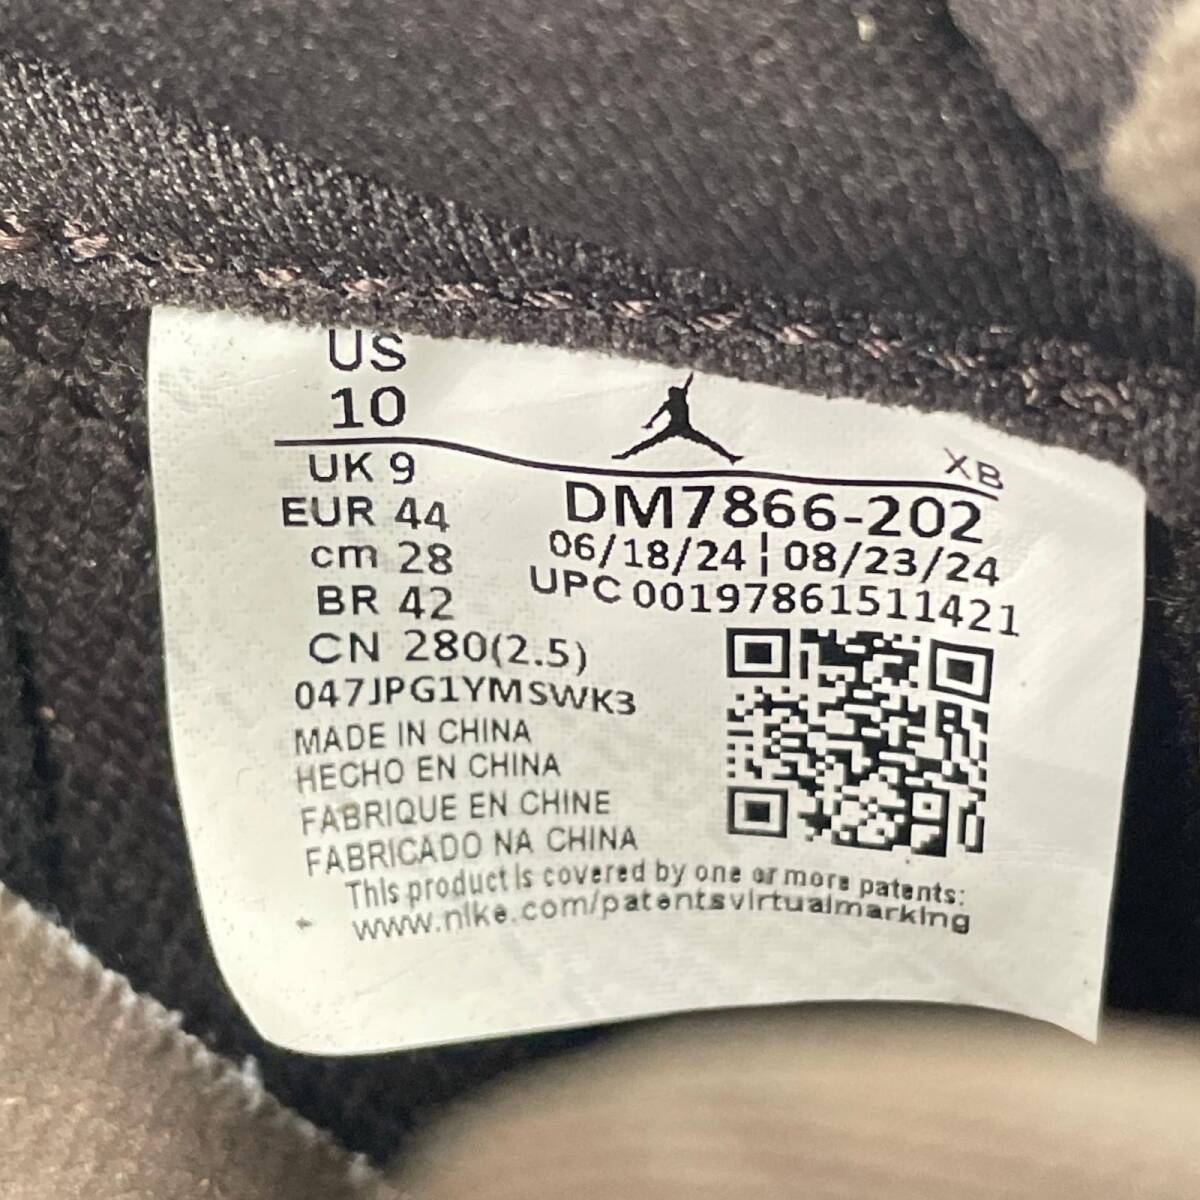 US
10
UK 9
EUR 44
cm 28
BR 42
CN 280(2.5)
047JPG1YMSWK3
MADE IN CHINA
HECHO EN CHINA
FABRIQUE EN CHINE
FABRICADO NA CHINA
XB
DM7866-202
06/18/24 | 08/23/24
UPC 001978615114​21
This product is covered by one or more patents:
www.nike.com/patentsvirtualmarking